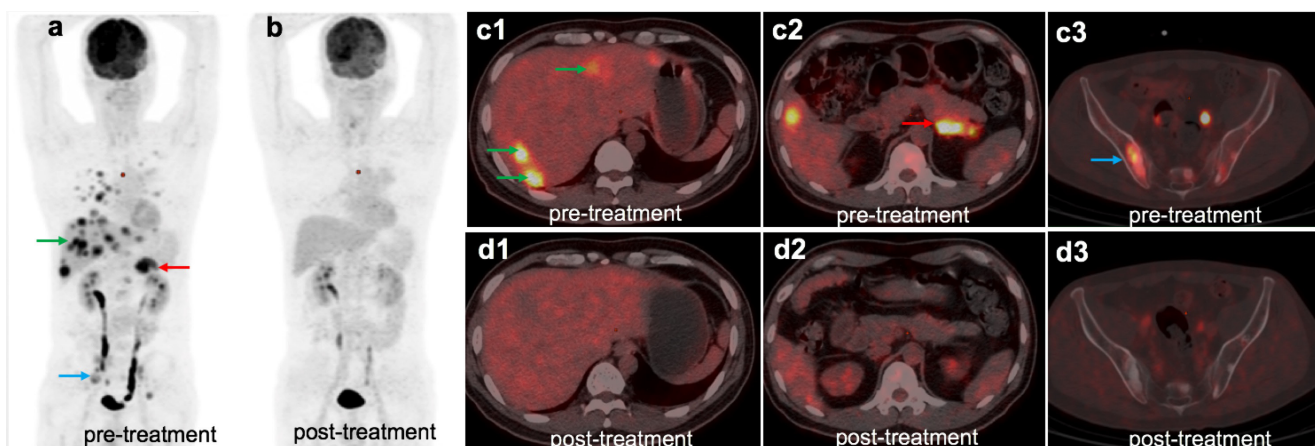 a
b
c1
c2
c3
pre-treatment
pre-treatment
pre-treatment
d1
d2
d3
pre-treatment
post-treatment
post-treatment
post-treatment
post-treatment